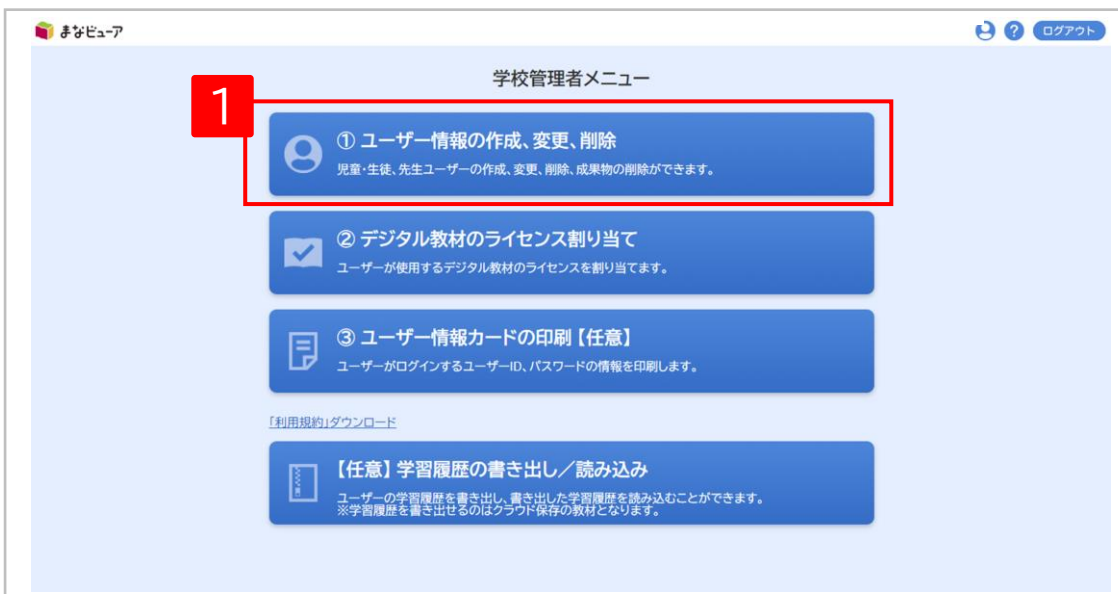 まなビューア
? ログアウト
学校管理者メニュー
1
① ユーザー情報の作成、変更、削除
児童・生徒、先生ユーザーの作成、変更、削除、成果物の削除ができます。
② デジタル教材のライセンス割り当て
ユーザーが使用するデジタル教材のライセンスを割り当てます。
③ ユーザー情報カードの印刷【任意】
ユーザーがログインするユーザーID、パスワードの情報を印刷します。
「利用規約」ダウンロード
【任意】学習履歴の書き出し／読み込み
ユーザーの学習履歴を書き出し、書き出した学習履歴を読み込むことができます。
※学習履歴を書き出せるのはクラウド保存の教材となります。